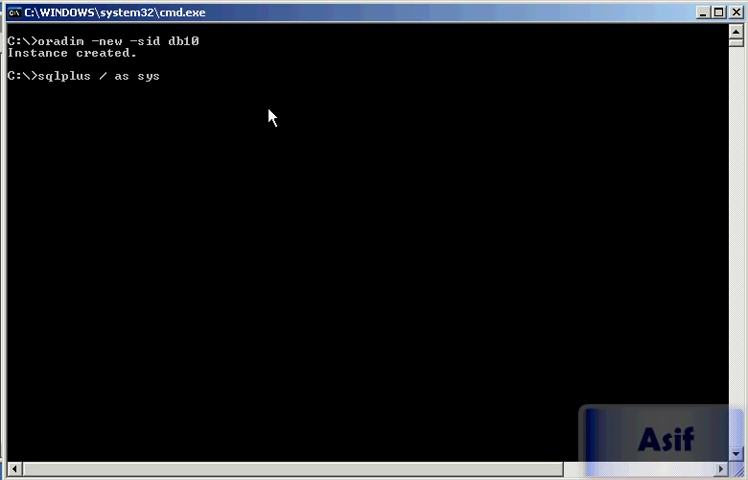 C:\WINDOWS\system32\cmd.exe
C:\>oradim -new -sid db10
Instance created.
C:\>sqlplus / as sys
Asif